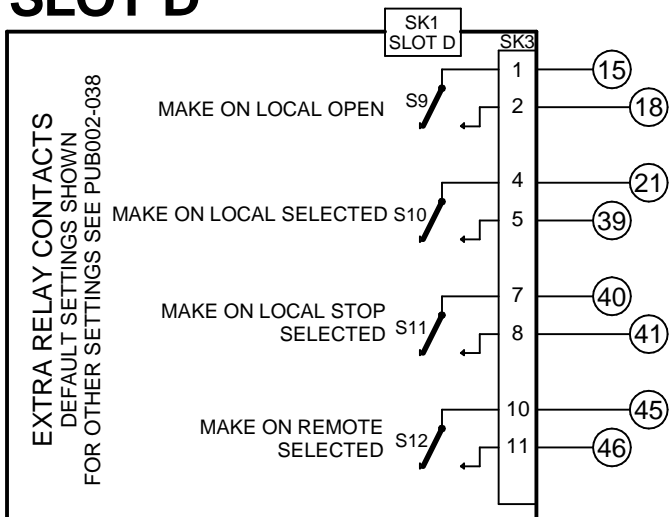 SLOT D
SK1
SLOT D
SK3
EXTRA RELAY CONTACTS
DEFAULT SETTINGS SHOWN
FOR OTHER SETTINGS SEE PUB002-038
MAKE ON LOCAL OPEN S9 1 15
2 18
MAKE ON LOCAL SELECTED S10 4 21
5 39
MAKE ON LOCAL STOP
SELECTED S11 7 40
8 41
MAKE ON REMOTE
SELECTED S12 10 45
11 46